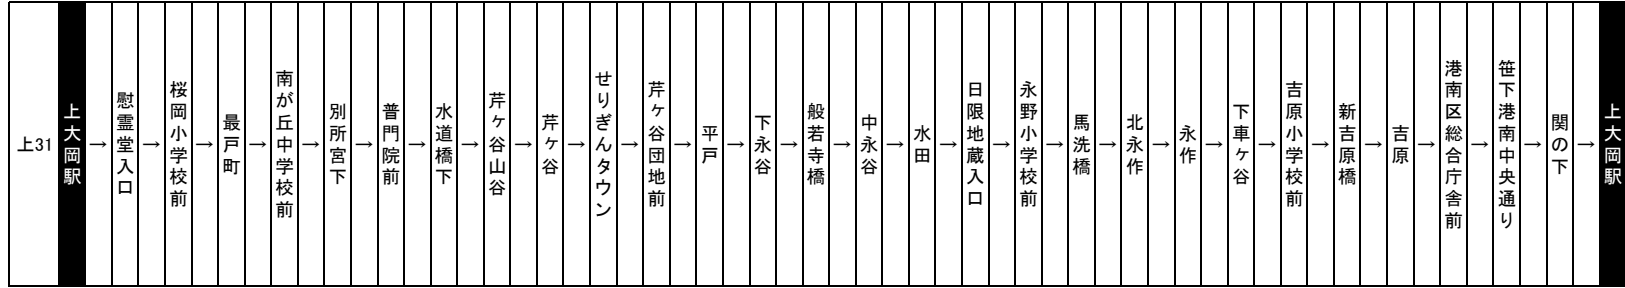 上31
上大岡駅
→
慰霊堂入口
→
桜岡小学校前
→
最戸町
→
南が丘中学校前
→
別所宮下
→
普門院前
→
水道橋下
→
芹ヶ谷山谷
→
芹ヶ谷
→
せりぎんタウン
→
芹ヶ谷団地前
→
平戸
→
下永谷
→
般若寺橋
→
中永谷
→
水田
→
日限地蔵入口
→
永野小学校前
→
馬洗橋
→
北永作
→
永作
→
下車ヶ谷
→
吉原小学校前
→
新吉原橋
→
吉原
→
港南区総合庁舎前
→
笹下港南中央通り
→
関の下
→
上大岡駅